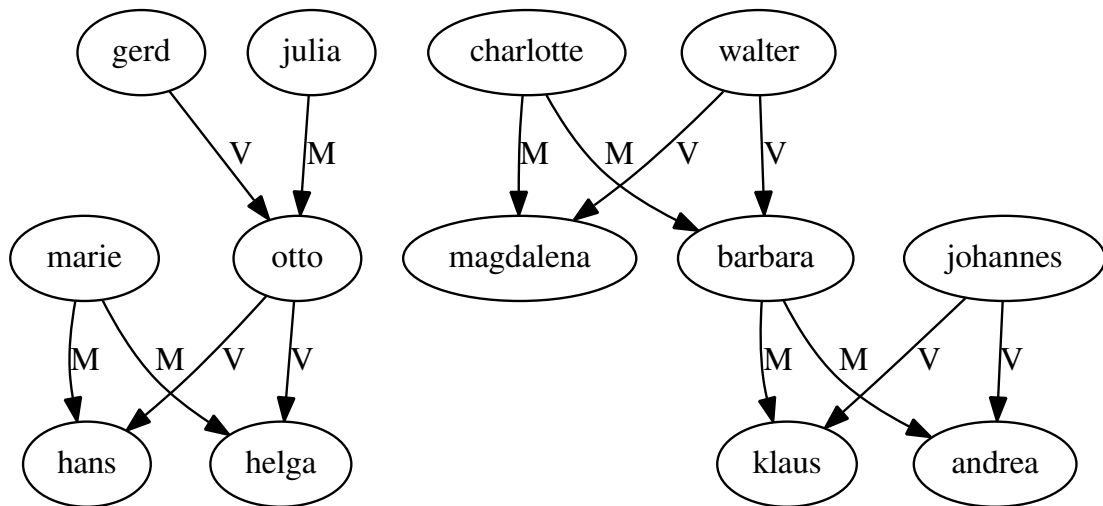 gerd julia charlotte walter
V M M M V V
marie otto magdalena barbara johannes
M M V V M M V V
hans helga klaus andrea